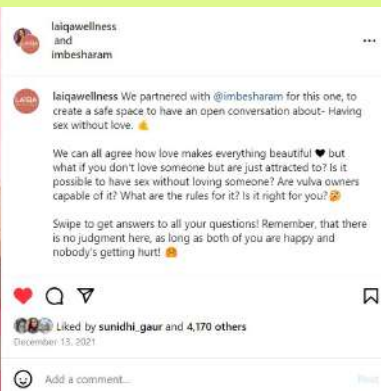 laiqawellness
and
imbesharam
LAIQA
laiqawellness We partnered with @imbesharam for this one, to
create a safe space to have an open conversation about- Having
sex without love. 🤙
We can all agree how love makes everything beautiful 🖤 but
what if you don't love someone but are just attracted to? Is it
possible to have sex without loving someone? Are vulva owners
capable of it? What are the rules for it? Is it right for you?
Swipe to get answers to all your questions! Remember, that there
is no judgment here, as long as both of you are happy and
nobody's getting hurt! 🤗
Liked by sunidhi_gaur and 4,170 others
December 13, 2021
Add a comment...
Post